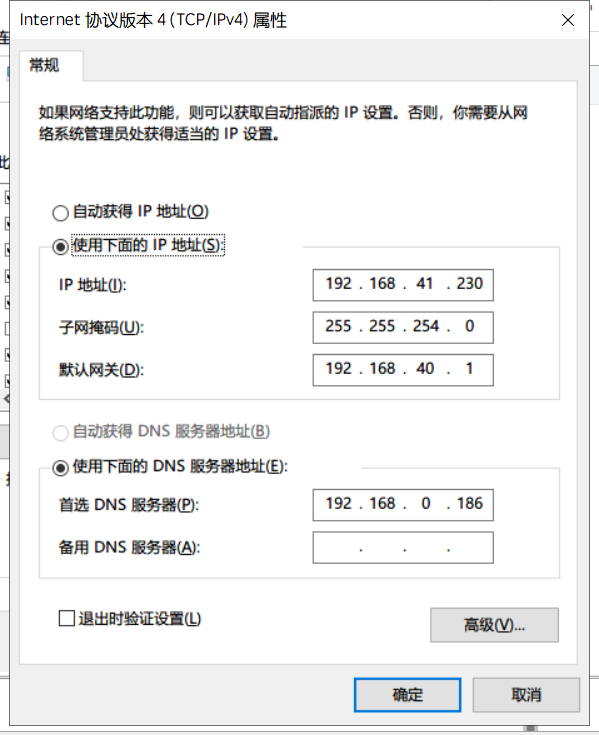 Internet 协议版本 4 (TCP/IPv4) 属性
常规
如果网络支持此功能，则可以获取自动指派的 IP 设置。否则，你需要从网
络系统管理员处获得适当的 IP 设置。
自动获得 IP 地址(O)
使用下面的 IP 地址(S):
IP 地址(I): 192 . 168 . 41 . 230
子网掩码(U): 255 . 255 . 254 . 0
默认网关(D): 192 . 168 . 40 . 1
自动获得 DNS 服务器地址(B)
使用下面的 DNS 服务器地址(E):
首选 DNS 服务器(P): 192 . 168 . 0 . 186
备用 DNS 服务器(A): . . .
退出时验证设置(L)
高级(V)...
确定 取消